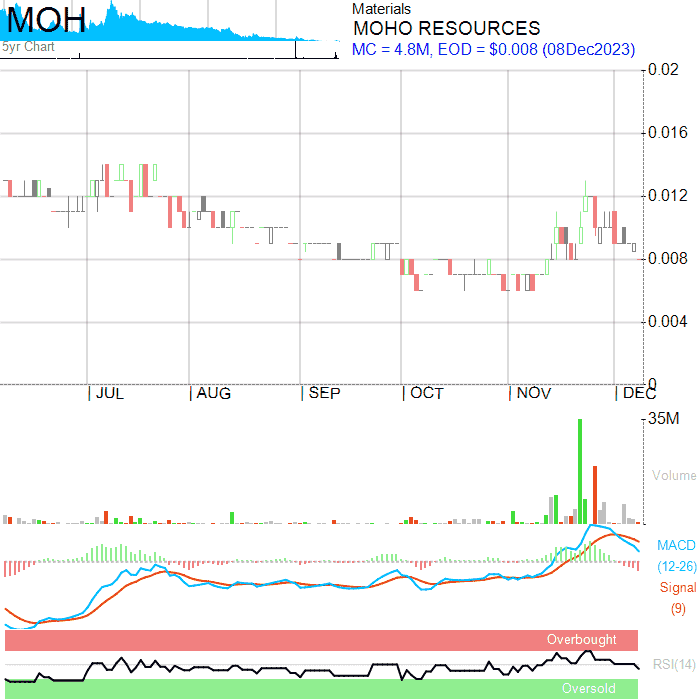 MOH
5yr Chart
Materials
MOHO RESOURCES
MC = 4.8M, EOD = $0.008 (08Dec2023)
0.02
0.016
0.012
0.008
0.004
0
JUL AUG SEP OCT NOV DEC
35M
Volume
MACD
(12-26)
Signal
(9)
Overbought
RSI(14)
Oversold